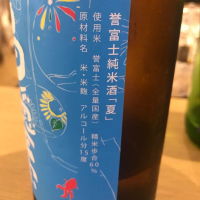 誉富士純米酒「夏」
使用米　誉富士(全量国産)　精米歩合60%
原材料名　米・米麹　アルコール分15度